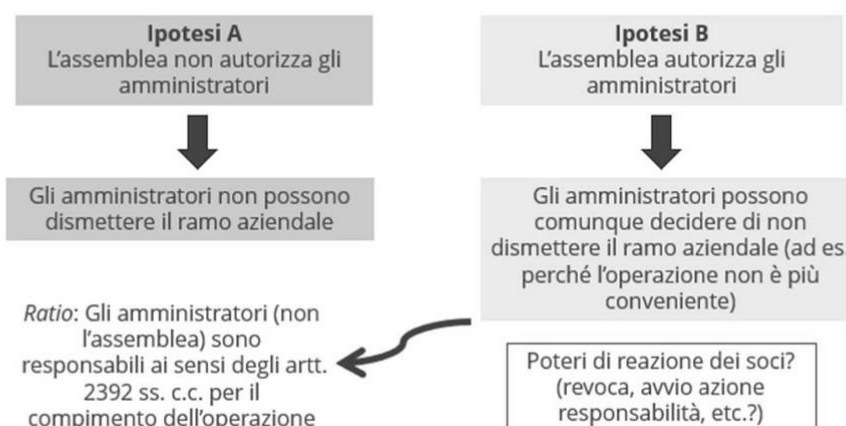 Ipotesi A
L'assemblea non autorizza gli
amministratori
Gli amministratori non possono
dismettere il ramo aziendale
Ratio: Gli amministratori (non
l'assemblea) sono
responsabili ai sensi degli artt.
2392 ss. c.c. per il
compimento dell'operazione
Ipotesi B
L'assemblea autorizza gli
amministratori
Gli amministratori possono
comunque decidere di non
dismettere il ramo aziendale (ad es.
perché l'operazione non è più
conveniente)
Poteri di reazione dei soci?
(revoca, avvio azione
responsabilità, etc.?)